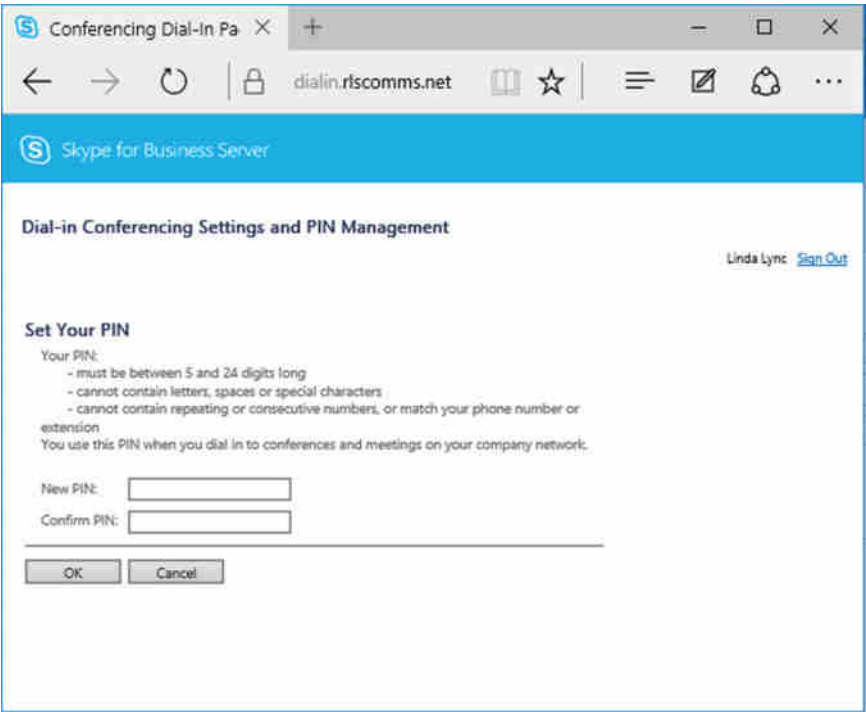 Conferencing Dial-In Pa
dialin.rlscomms.net
Skype for Business Server
Dial-in Conferencing Settings and PIN Management
Linda Lync Sign Out
Set Your PIN
Your PIN:
- must be between 5 and 24 digits long
- cannot contain letters, spaces or special characters
- cannot contain repeating or consecutive numbers, or match your phone number or
extension
You use this PIN when you dial in to conferences and meetings on your company network.
New PIN:
Confirm PIN:
OK Cancel